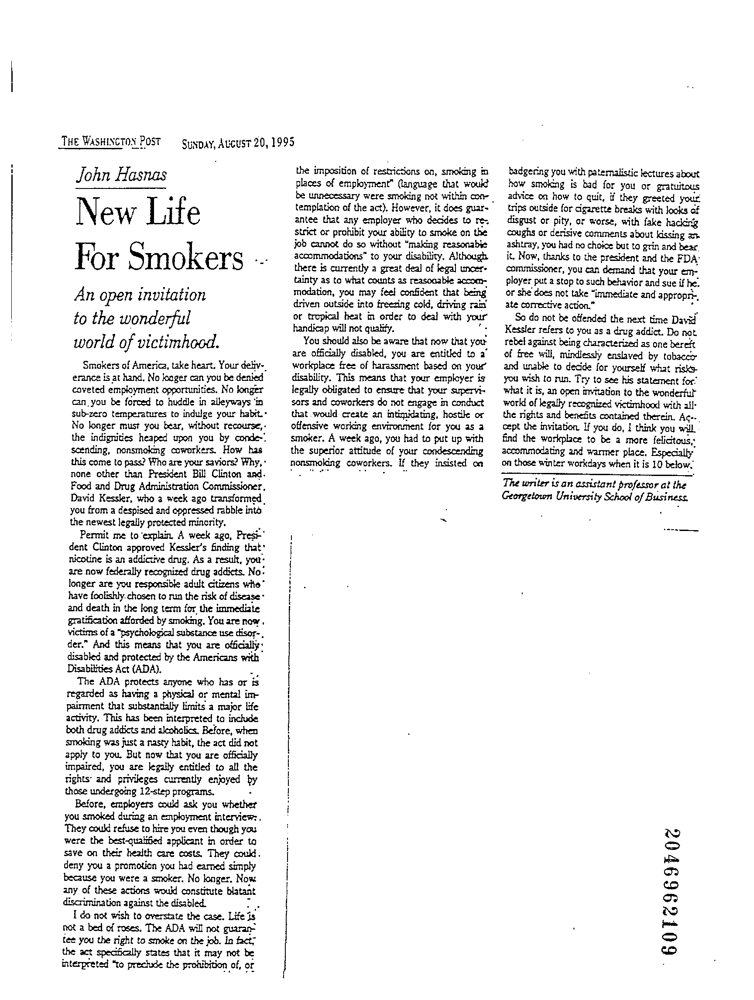 THE WASHINGTON POST SUNDAY, AUGUST 20, 1995
John Hasnas
New Life
For Smokers
An open invitation
to the wonderful
world of victimhood.
Smokers of America, take heart. Your deliv-
erance is at hand. No longer can you be denied
coveted employment opportunities. No longer
can you be forced to huddle in alleyways in
sub-zero temperatures to indulge your habit.
No longer must you bear, without recourse,
the indignities heaped upon you by conde-
scending, nonsmoking coworkers. How has
this come to pass? Who are your saviors? Why,
none other than President Bill Clinton and
Food and Drug Administration Commissioner
David Kessler, who a week ago transformed
you from a despised and oppressed rabble into
the newest legally protected minority.
Permit me to explain. A week ago, Presi-
dent Clinton approved Kessler's finding that
nicotine is an addictive drug. As a result, you
are now federally recognized drug addicts. No
longer are you responsible adult citizens who
have foolishly chosen to run the risk of disease
and death in the long term for the immediate
gratification afforded by smoking. You are now
victims of a "psychological substance use disor-
der." And this means that you are officially
disabled and protected by the Americans with
Disabilities Act (ADA).
The ADA protects anyone who has or is
regarded as having a physical or mental im-
pairment that substantially limits a major life
activity. This has been interpreted to include
both drug addicts and alcoholics. Before, when
smoking was just a nasty habit, the act did not
apply to you. But now that you are officially
impaired, you are legally entitled to all the
rights and privileges currently enjoyed by
those undergoing 12-step programs.
Before, employers could ask you whether
you smoked during an employment interview.
They could refuse to hire you even though you
were the best-qualified applicant in order to
save on their health care costs. They could
deny you a promotion you had earned simply
because you were a smoker. No longer. Now
any of these actions would constitute blatant
discrimination against the disabled.
I do not wish to overstate the case. Life is
not a bed of roses. The ADA will not guaran-
tee you the right to smoke on the job. In fact,
the act specifically states that it may not be
interpreted "to preclude the prohibition of, or
the imposition of restrictions on, smoking in
places of employment" (language that would
be unnecessary were smoking not within con-
templation of the act). However, it does guar-
antee that any employer who decides to re-
strict or prohibit your ability to smoke on the
job cannot do so without "making reasonable
accommodations" to your disability. Although
there is currently a great deal of legal uncer-
tainty as to what counts as reasonable accom-
modation, you may feel confident that being
driven outside into freezing cold, driving rain
or tropical heat in order to deal with your
handicap will not qualify.
You should also be aware that now that you
are officially disabled, you are entitled to a
workplace free of harassment based on your
disability. This means that your employer is
legally obligated to ensure that your supervi-
sors and coworkers do not engage in conduct
that would create an intimidating, hostile or
offensive working environment for you as a
smoker. A week ago, you had to put up with
the superior attitude of your condescending
nonsmoking coworkers. If they insisted on
badgering you with paternalistic lectures about
how smoking is bad for you or gratuitous
advice on how to quit, if they greeted your
trips outside for cigarette breaks with looks of
disgust or pity, or worse, with fake hacking
coughs or derisive comments about kissing an
ashtray, you had no choice but to grin and bear
it. Now, thanks to the president and the FDA
commissioner, you can demand that your em-
ployer put a stop to such behavior and sue if he
or she does not take "immediate and appropri-
ate corrective action."
So do not be offended the next time David
Kessler refers to you as a drug addict. Do not
rebel against being characterized as one bereft
of free will, mindlessly enslaved by tobacco
and unable to decide for yourself what risks
you wish to run. Try to see his statement for
what it is, an open invitation to the wonderful
world of legally recognized victimhood with all
the rights and benefits contained therein. Ac-
cept the invitation. If you do, I think you will
find the workplace to be a more felicitous,
accommodating and warmer place. Especially
on those winter workdays when it is 10 below.
The writer is an assistant professor at the
Georgetown University School of Business.
2046962109